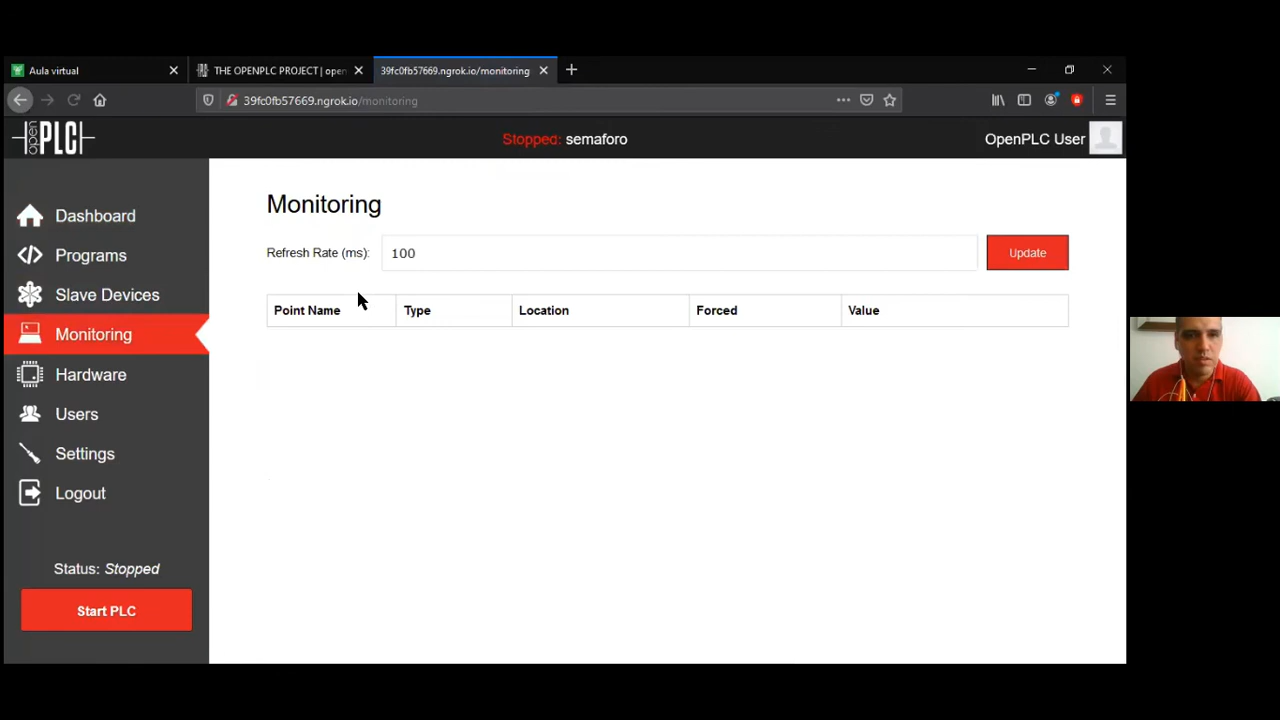 Aula virtual
THE OPENPLC PROJECT | open
39fc0fb57669.ngrok.io/monitoring
39fc0fb57669.ngrok.io/monitoring
open PLC
Stopped: semaforo
OpenPLC User
Dashboard
Programs
Slave Devices
Monitoring
Hardware
Users
Settings
Logout
Status: Stopped
Start PLC
Monitoring
Refresh Rate (ms): 100 Update
Point Name Type Location Forced Value